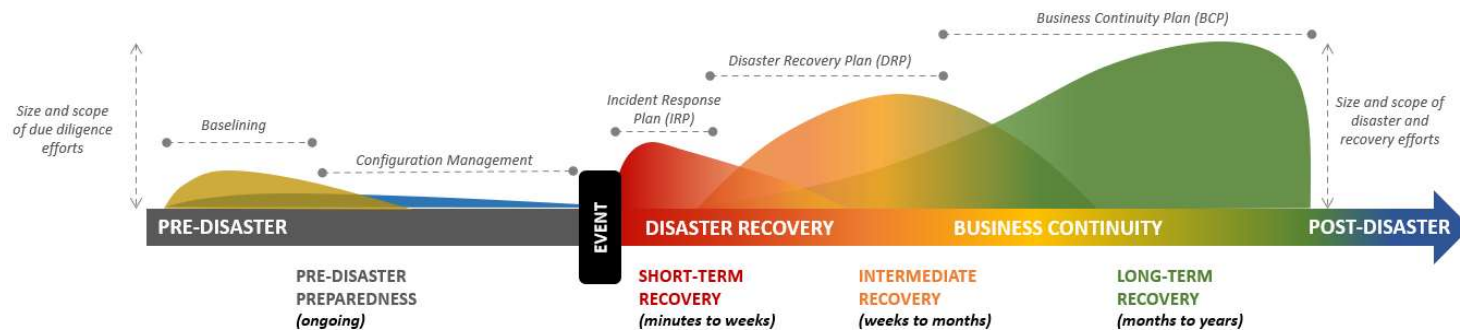 Business Continuity Plan (BCP)
Disaster Recovery Plan (DRP)
Incident Response
Plan (IRP)
Size and scope
of due diligence
efforts
Baselining
Configuration Management
Size and scope of
disaster and
recovery efforts
PRE-DISASTER
EVENT
DISASTER RECOVERY
BUSINESS CONTINUITY
POST-DISASTER
PRE-DISASTER
PREPAREDNESS
(ongoing)
SHORT-TERM
RECOVERY
(minutes to weeks)
INTERMEDIATE
RECOVERY
(weeks to months)
LONG-TERM
RECOVERY
(months to years)